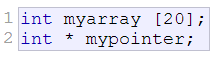 1 int myarray [20];
2 int * mypointer;